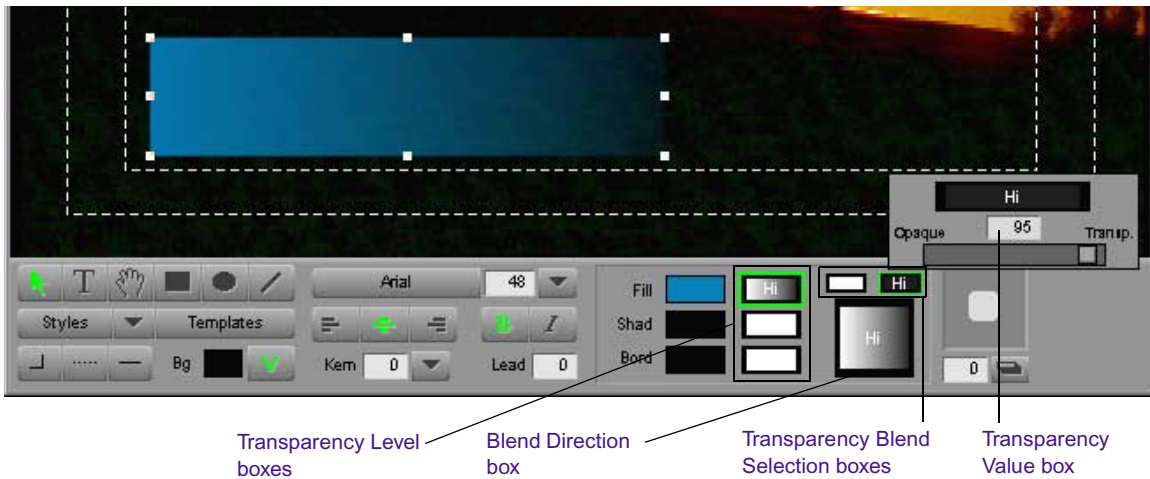 Hi
Opaque 95 Transp.
T Arial 48 Fill Hi Hi
Styles Templates B I Shad Hi
Bg Kern 0 Lead 0 Bord 0
Transparency Level boxes
Blend Direction box
Transparency Blend Selection boxes
Transparency Value box